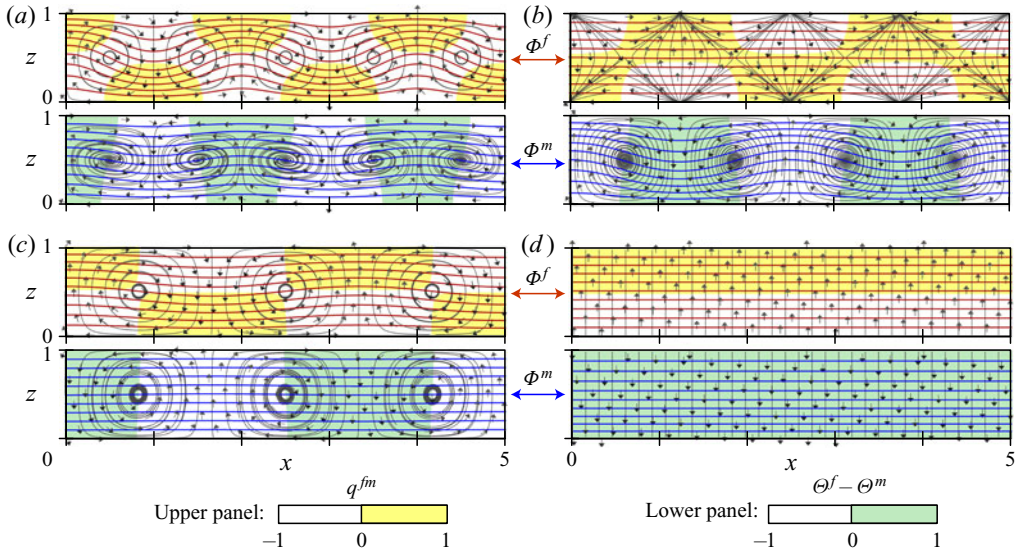 (a) 1 z 0 Φ^f (b)
1 z 0 Φ^m
(c) 1 z 0 Φ^f (d)
1 z Φ^m
0 x 5 0 x 5
q^{fm} Θ^f – Θ^m
Upper panel: Lower panel:
–1 0 1 –1 0 1